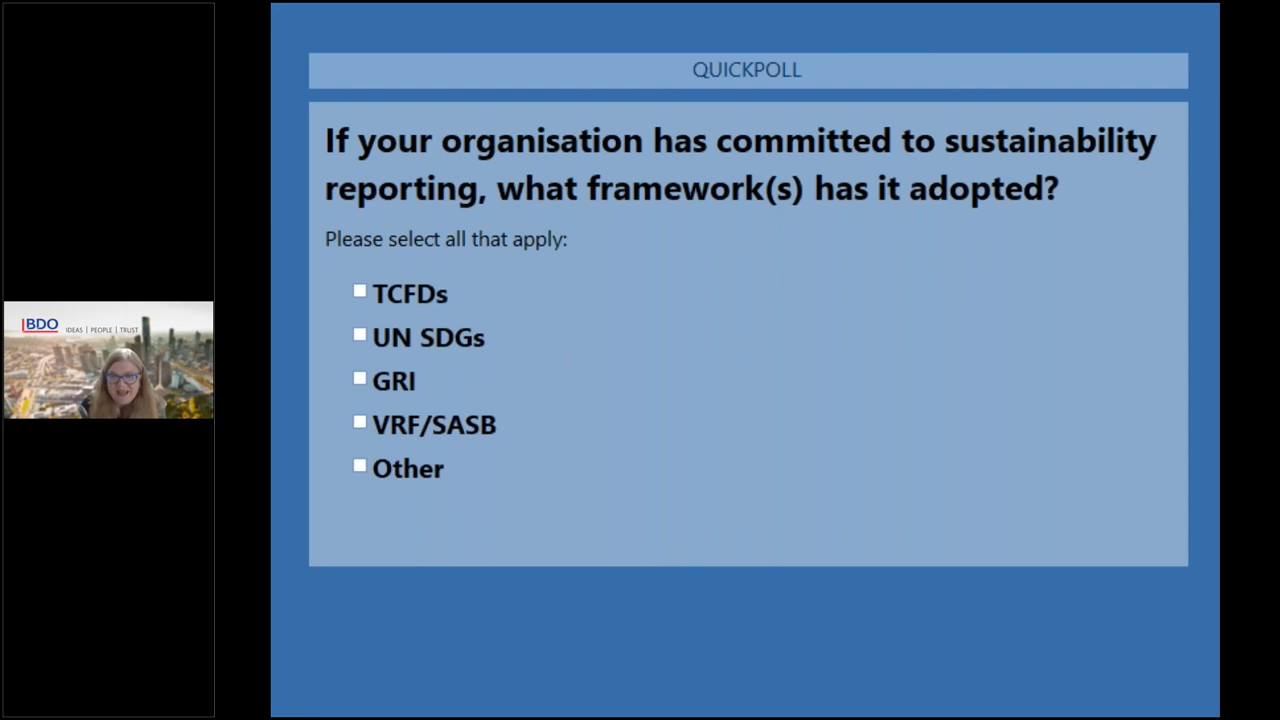 BDO IDEAS | PEOPLE | TRUST
QUICKPOLL
If your organisation has committed to sustainability
reporting, what framework(s) has it adopted?
Please select all that apply:
TCFDs
UN SDGs
GRI
VRF/SASB
Other